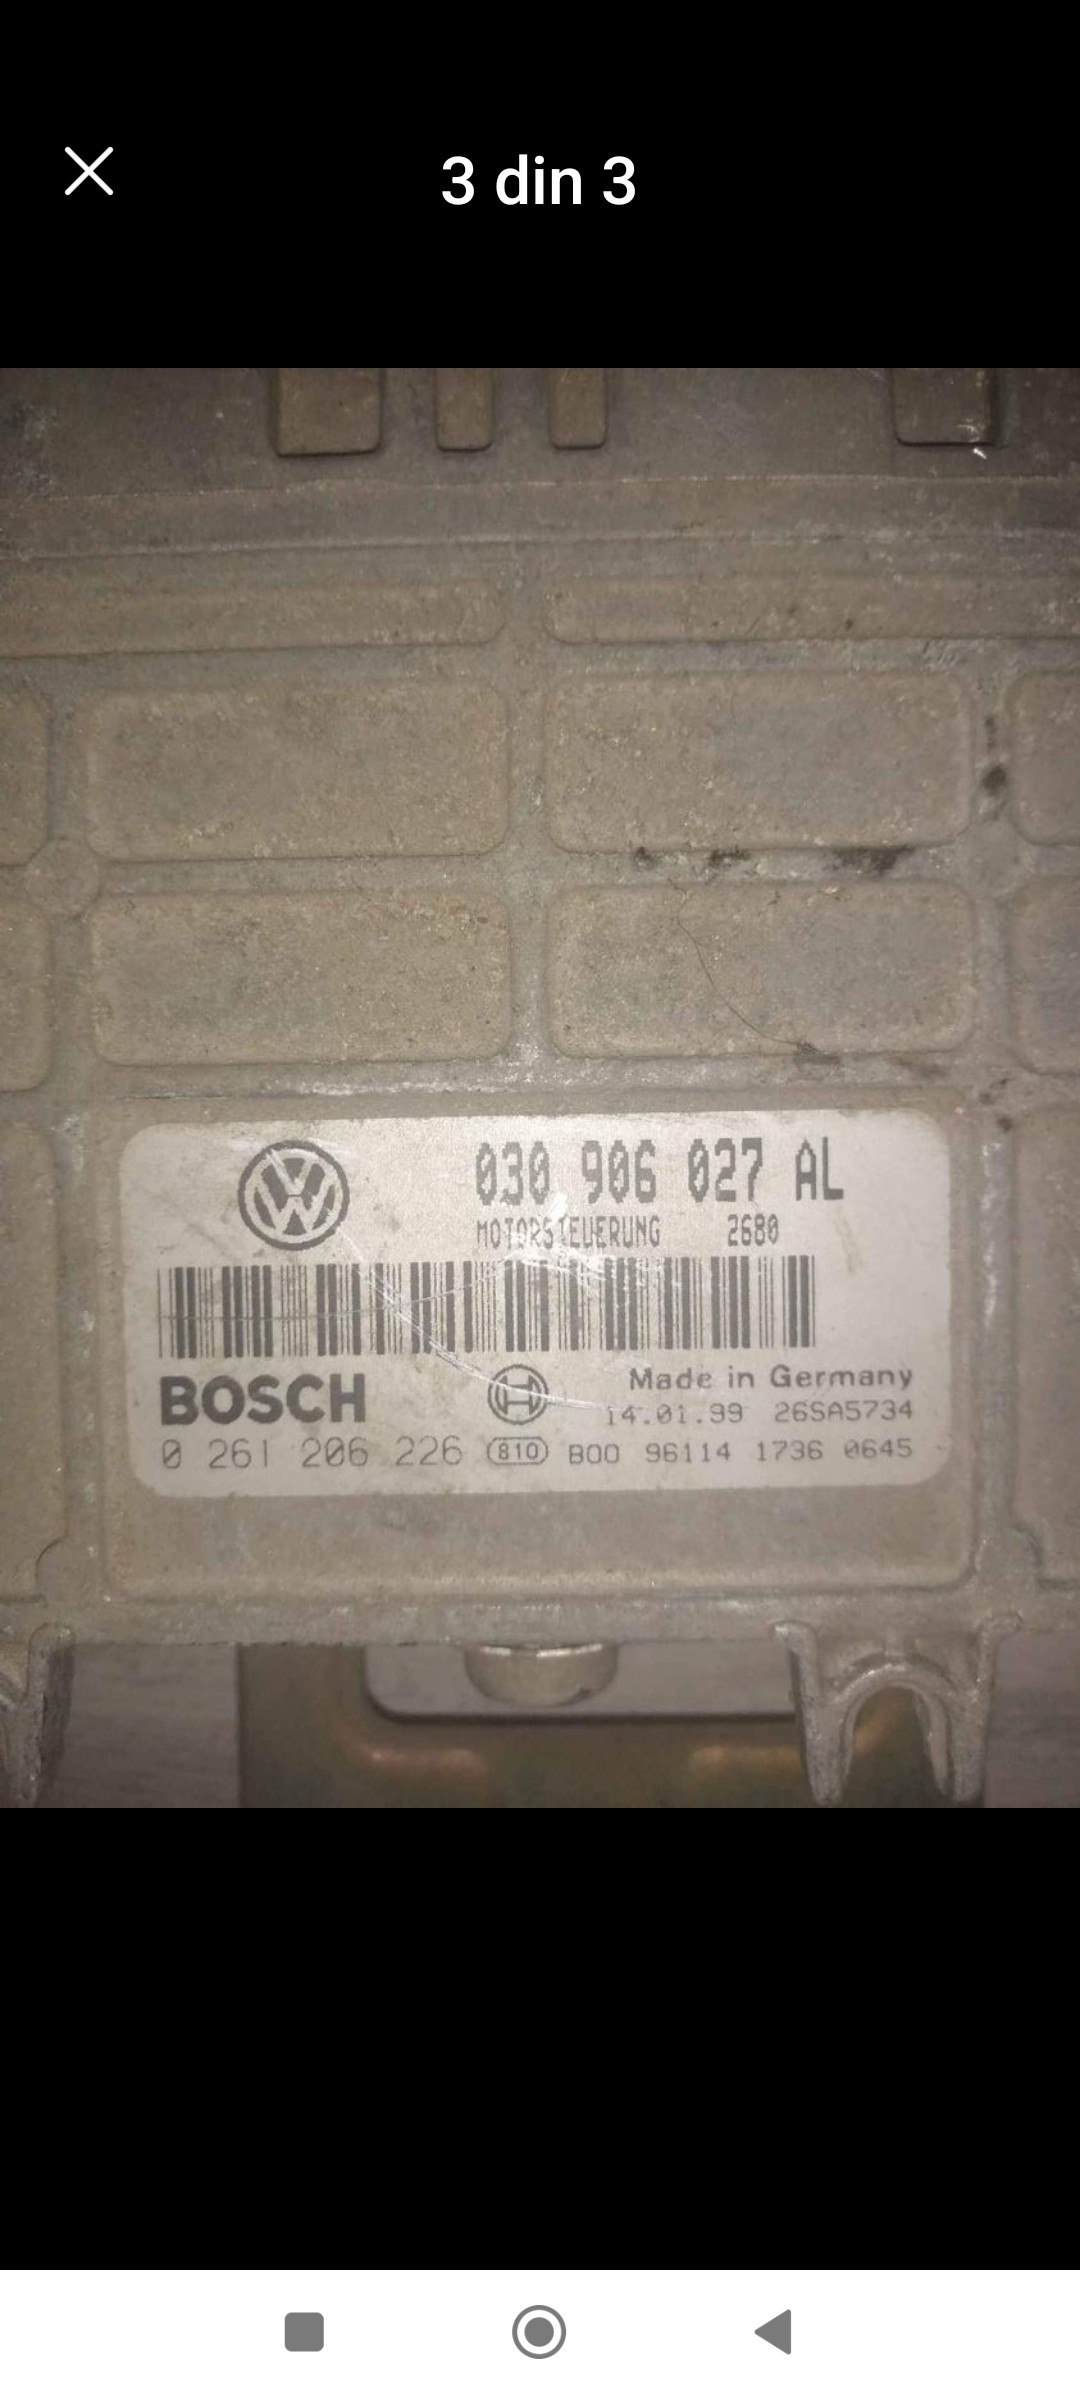 3 din 3
030 906 027 AL
MOTORSTEUERUNG 2680
BOSCH
Made in Germany
14.01.99 26SA5734
0 261 206 226 810 B00 96114 1736 0645